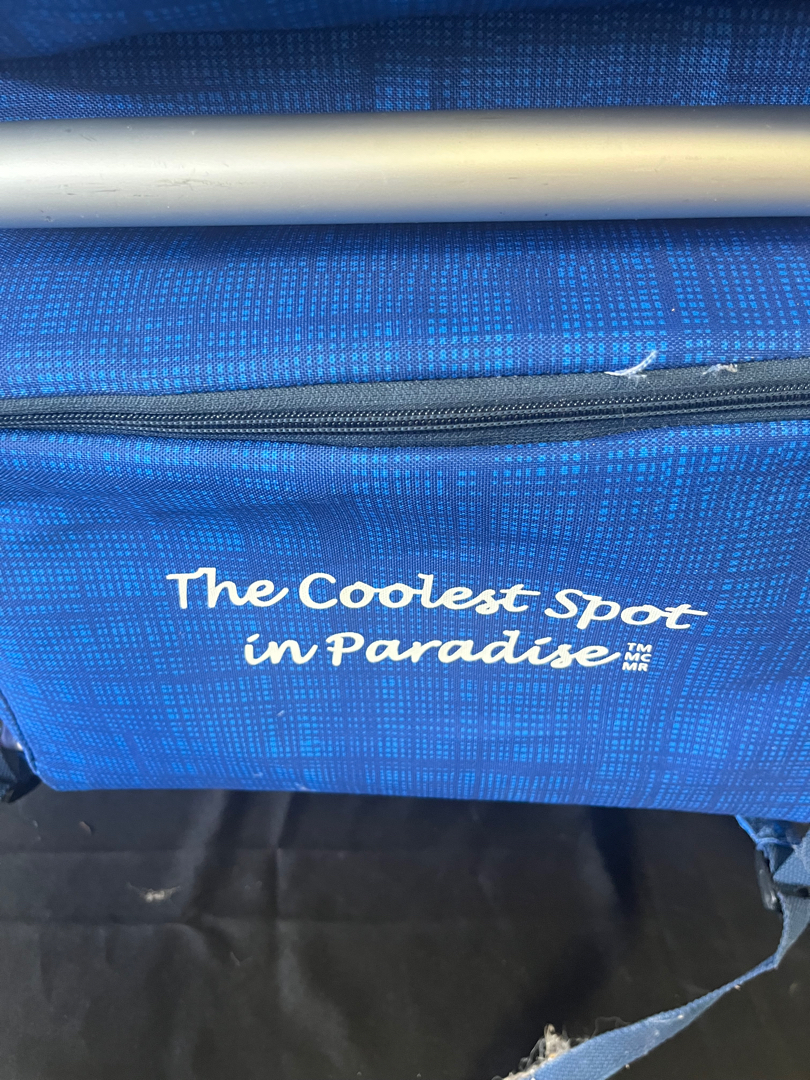 The Coolest Spot
in Paradise TM
MC
MR